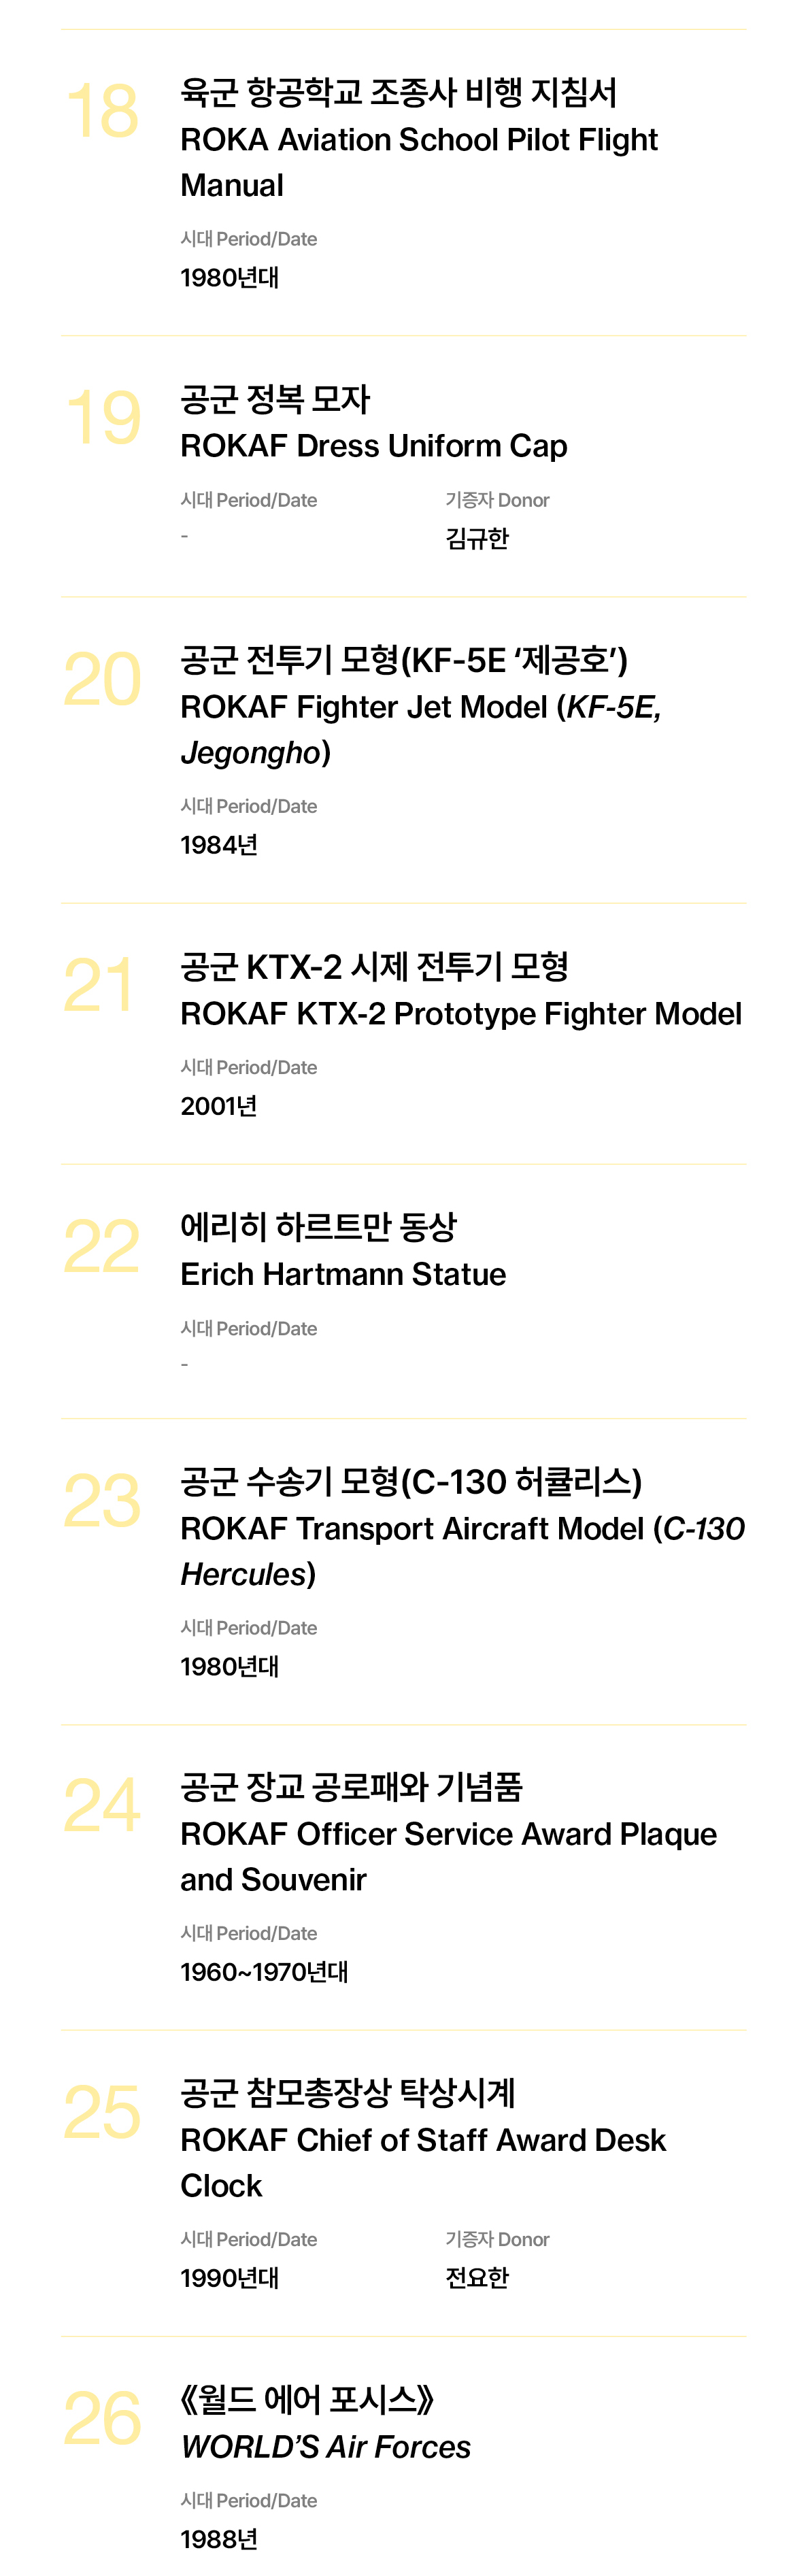 18
육군 항공학교 조종사 비행 지침서
ROKA Aviation School Pilot Flight
Manual
시대 Period/Date
1980년대
19
공군 정복 모자
ROKAF Dress Uniform Cap
시대 Period/Date
기증자 Donor
-
김규한
20
공군 전투기 모형(KF-5E ‘제공호’)
ROKAF Fighter Jet Model (KF-5E,
Jegongho)
시대 Period/Date
1984년
21
공군 KTX-2 시제 전투기 모형
ROKAF KTX-2 Prototype Fighter Model
시대 Period/Date
2001년
22
에리히 하르트만 동상
Erich Hartmann Statue
시대 Period/Date
-
23
공군 수송기 모형(C-130 허큘리스)
ROKAF Transport Aircraft Model (C-130
Hercules)
시대 Period/Date
1980년대
24
공군 장교 공로패와 기념품
ROKAF Officer Service Award Plaque
and Souvenir
시대 Period/Date
1960~1970년대
25
공군 참모총장상 탁상시계
ROKAF Chief of Staff Award Desk
Clock
시대 Period/Date
기증자 Donor
1990년대
전요한
26
《월드 에어 포시스》
WORLD’S Air Forces
시대 Period/Date
1988년